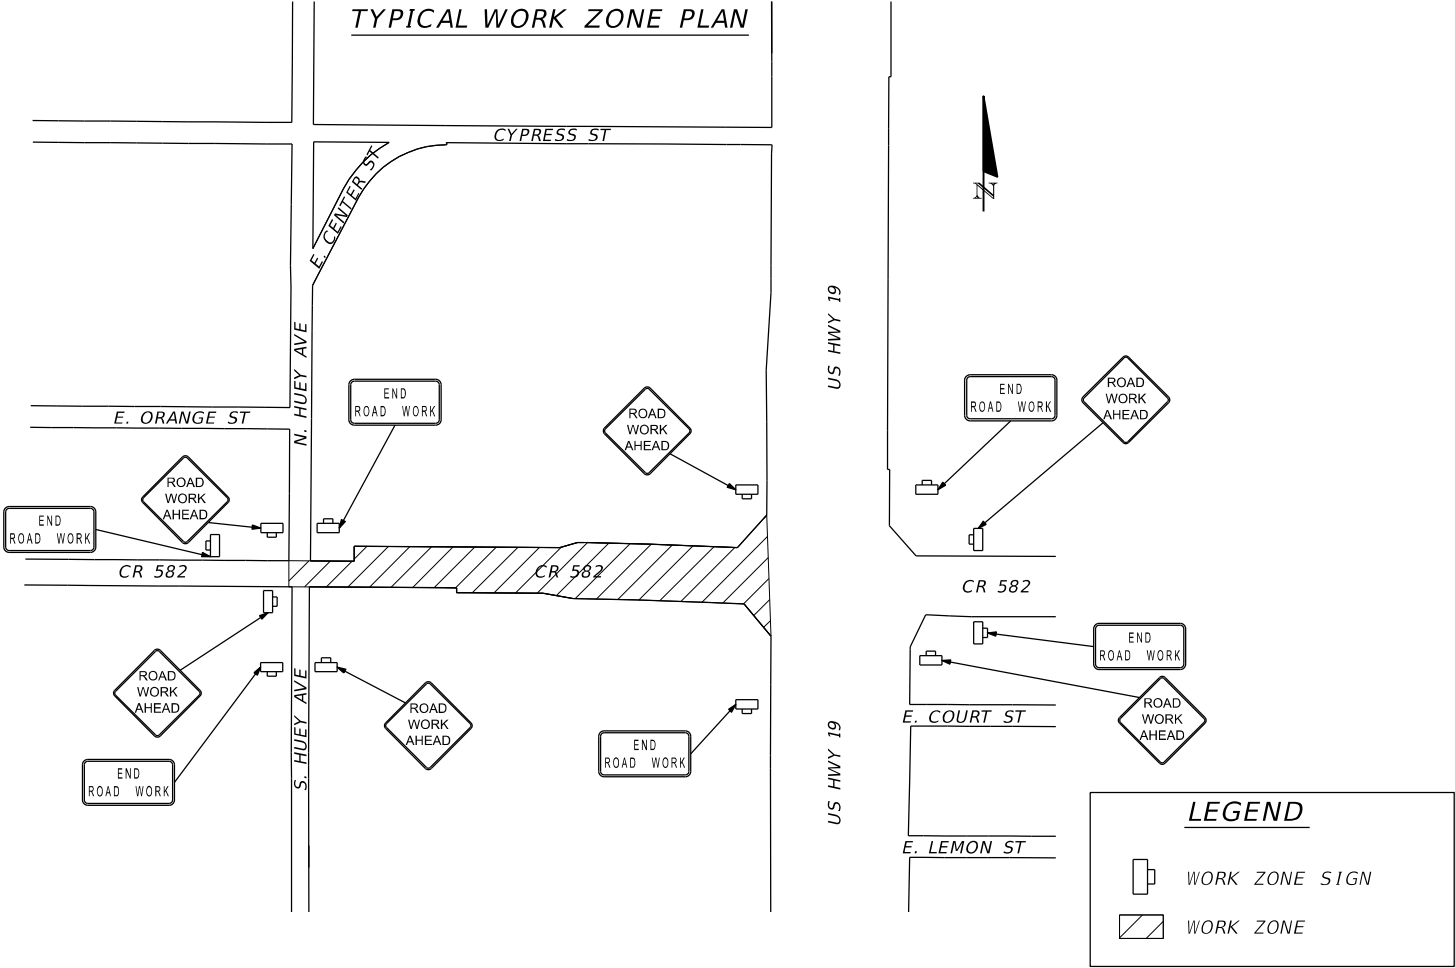 TYPICAL WORK ZONE PLAN
CYPRESS ST
E. CENTER ST
N
US HWY 19
N. HUEY AVE
END
ROAD WORK
ROAD
WORK
AHEAD
END
ROAD WORK
ROAD
WORK
AHEAD
E. ORANGE ST
ROAD
WORK
AHEAD
END
ROAD WORK
CR 582
CR 582
CR 582
END
ROAD WORK
ROAD
WORK
AHEAD
S. HUEY AVE
ROAD
WORK
AHEAD
ROAD
WORK
AHEAD
E. COURT ST
US HWY 19
END
ROAD WORK
END
ROAD WORK
E. LEMON ST
LEGEND
WORK ZONE SIGN
WORK ZONE